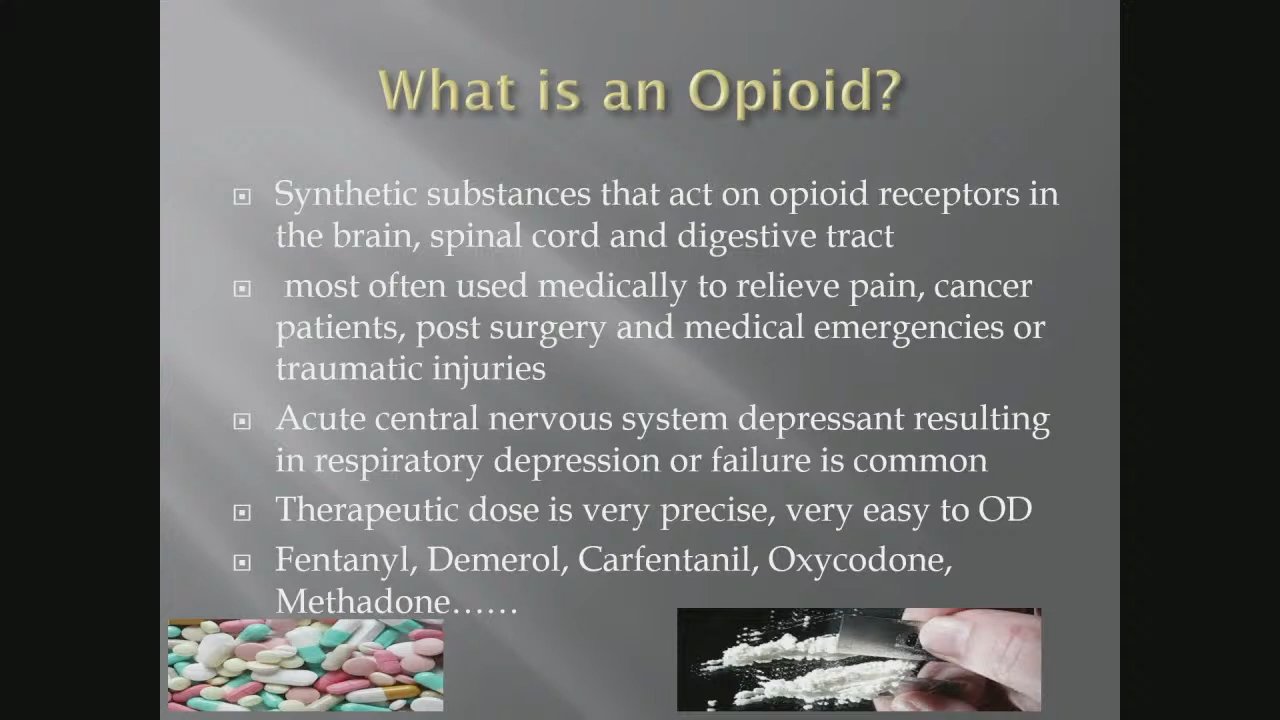 What is an Opioid?
Synthetic substances that act on opioid receptors in
the brain, spinal cord and digestive tract
most often used medically to relieve pain, cancer
patients, post surgery and medical emergencies or
traumatic injuries
Acute central nervous system depressant resulting
in respiratory depression or failure is common
Therapeutic dose is very precise, very easy to OD
Fentanyl, Demerol, Carfentanil, Oxycodone,
Methadone……